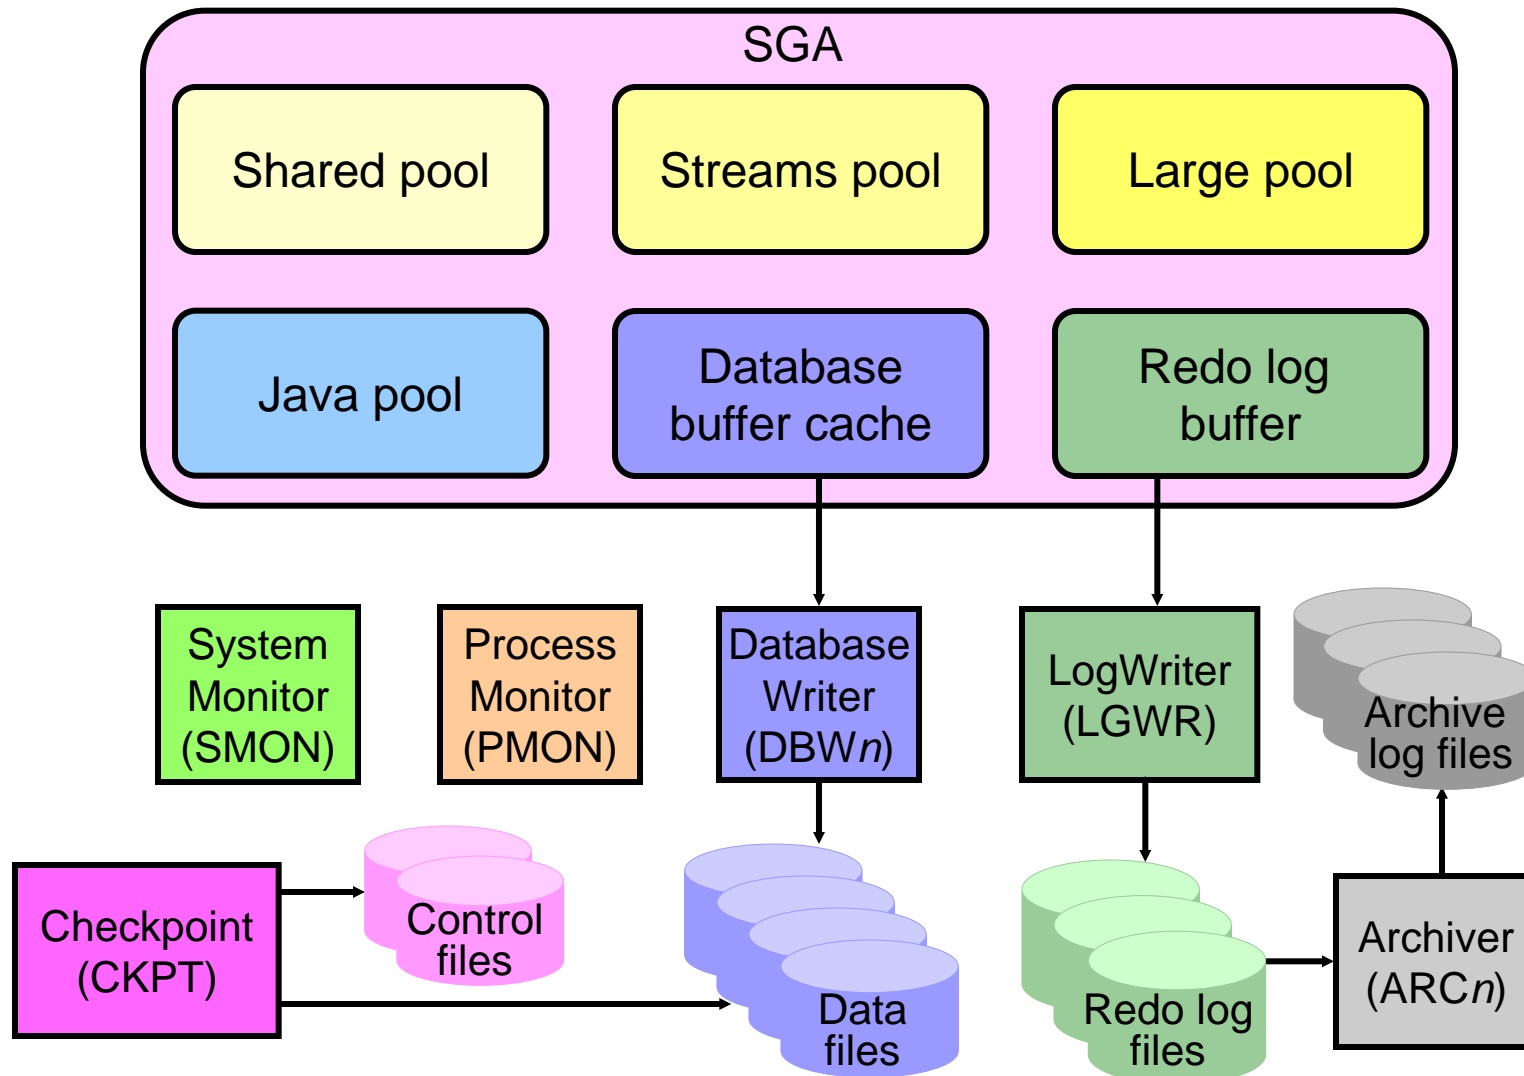 SGA
Shared pool
Streams pool
Large pool
Java pool
Database
buffer cache
Redo log
buffer
System
Monitor
(SMON)
Process
Monitor
(PMON)
Database
Writer
(DBWn)
LogWriter
(LGWR)
Archive
log files
Checkpoint
(CKPT)
Control
files
Data
files
Redo log
files
Archiver
(ARCn)